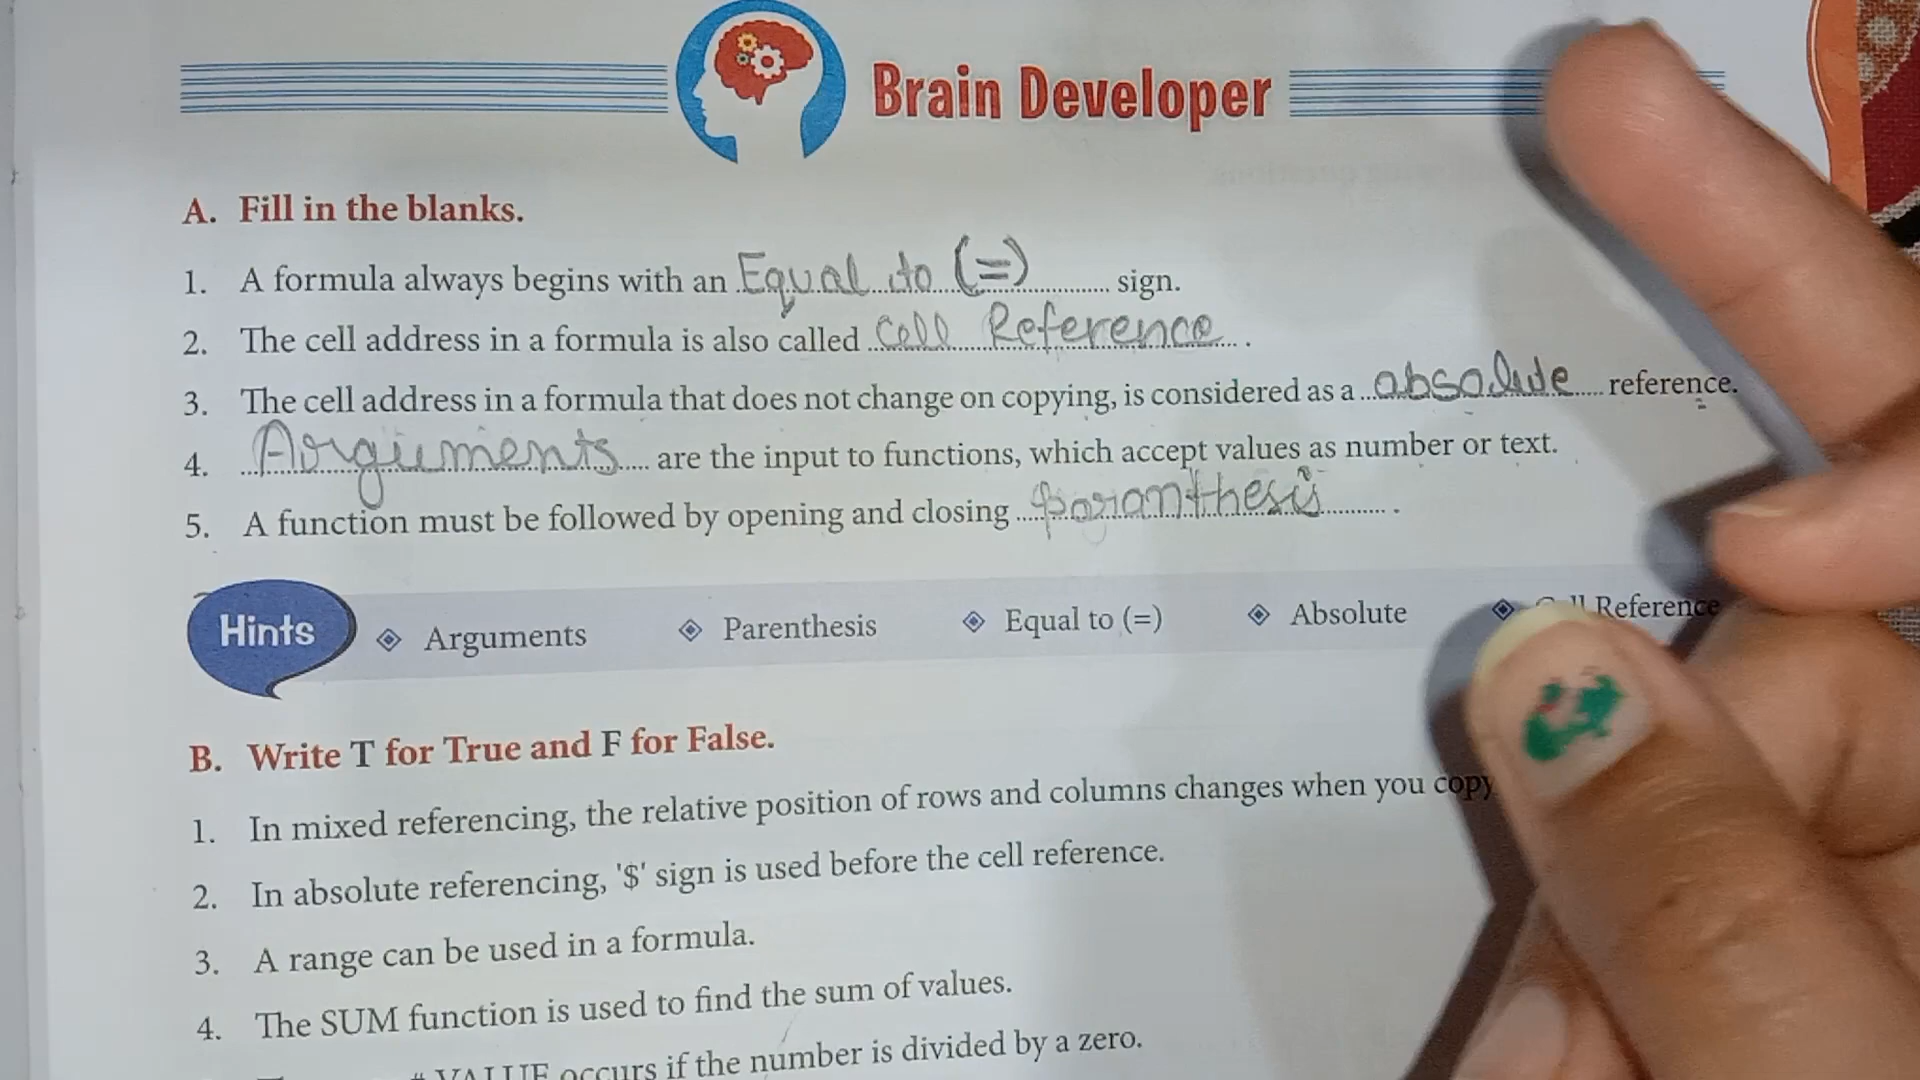 Brain Developer
A. Fill in the blanks.
1. A formula always begins with an Equal to (=) sign.
2. The cell address in a formula is also called Cell Reference.
3. The cell address in a formula that does not change on copying, is considered as a absolute reference.
4. Arguments are the input to functions, which accept values as number or text.
5. A function must be followed by opening and closing paranthesis.
Hints Arguments Parenthesis Equal to (=) Absolute Reference
B. Write T for True and F for False.
1. In mixed referencing, the relative position of rows and columns changes when you copy
2. In absolute referencing, '$' sign is used before the cell reference.
3. A range can be used in a formula.
4. The SUM function is used to find the sum of values.
# VALUE occurs if the number is divided by a zero.